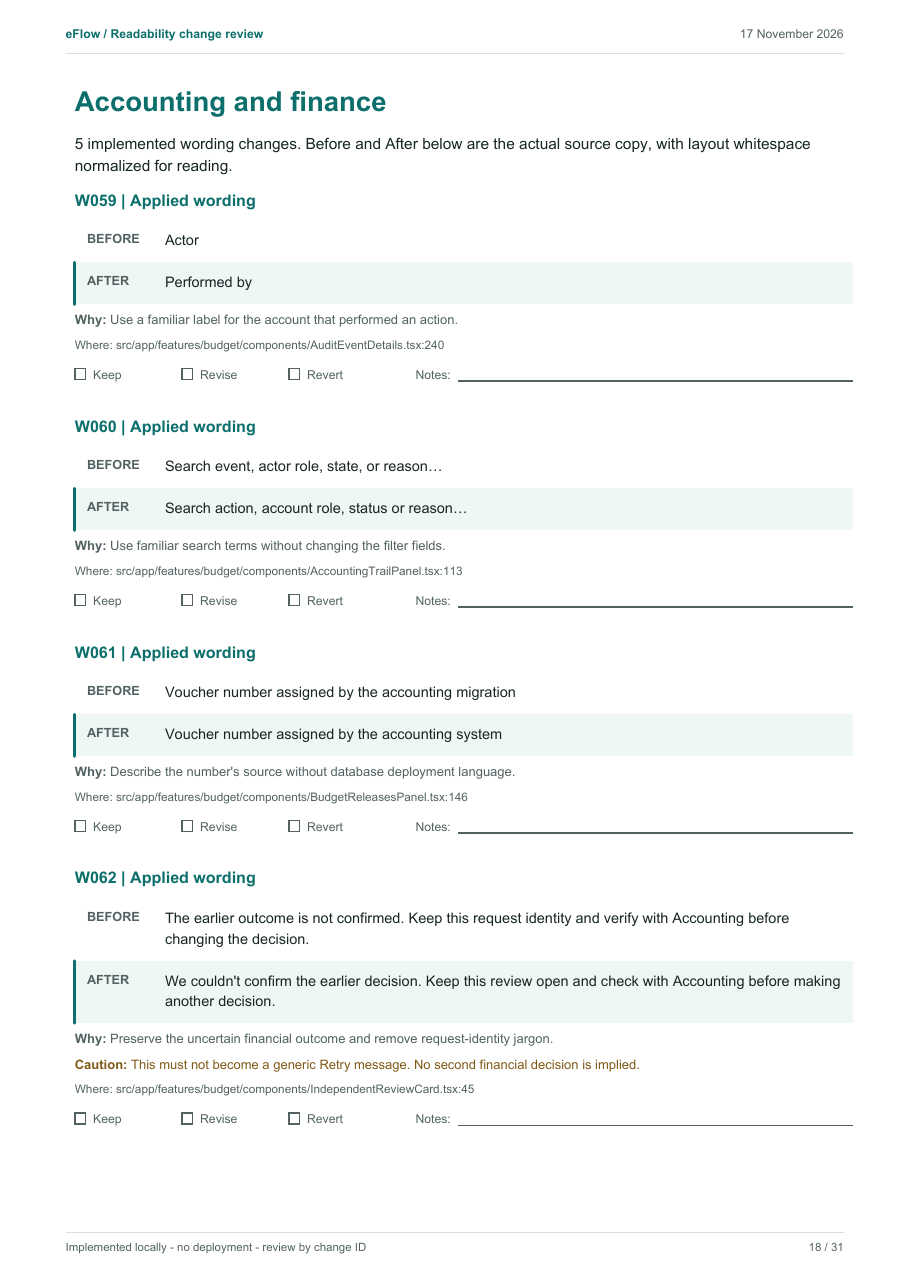 eFlow / Readability change review
17 November 2026
Accounting and finance
5 implemented wording changes. Before and After below are the actual source copy, with layout whitespace
normalized for reading.
W059 | Applied wording
BEFORE Actor
AFTER Performed by
Why: Use a familiar label for the account that performed an action.
Where: src/app/features/budget/components/AuditEventDetails.tsx:240
Keep Revise Revert Notes:
W060 | Applied wording
BEFORE Search event, actor role, state, or reason…
AFTER Search action, account role, status or reason…
Why: Use familiar search terms without changing the filter fields.
Where: src/app/features/budget/components/AccountingTrailPanel.tsx:113
Keep Revise Revert Notes:
W061 | Applied wording
BEFORE Voucher number assigned by the accounting migration
AFTER Voucher number assigned by the accounting system
Why: Describe the number's source without database deployment language.
Where: src/app/features/budget/components/BudgetReleasesPanel.tsx:146
Keep Revise Revert Notes:
W062 | Applied wording
BEFORE The earlier outcome is not confirmed. Keep this request identity and verify with Accounting before
changing the decision.
AFTER We couldn't confirm the earlier decision. Keep this review open and check with Accounting before making
another decision.
Why: Preserve the uncertain financial outcome and remove request-identity jargon.
Caution: This must not become a generic Retry message. No second financial decision is implied.
Where: src/app/features/budget/components/IndependentReviewCard.tsx:45
Keep Revise Revert Notes:
Implemented locally - no deployment - review by change ID
18 / 31